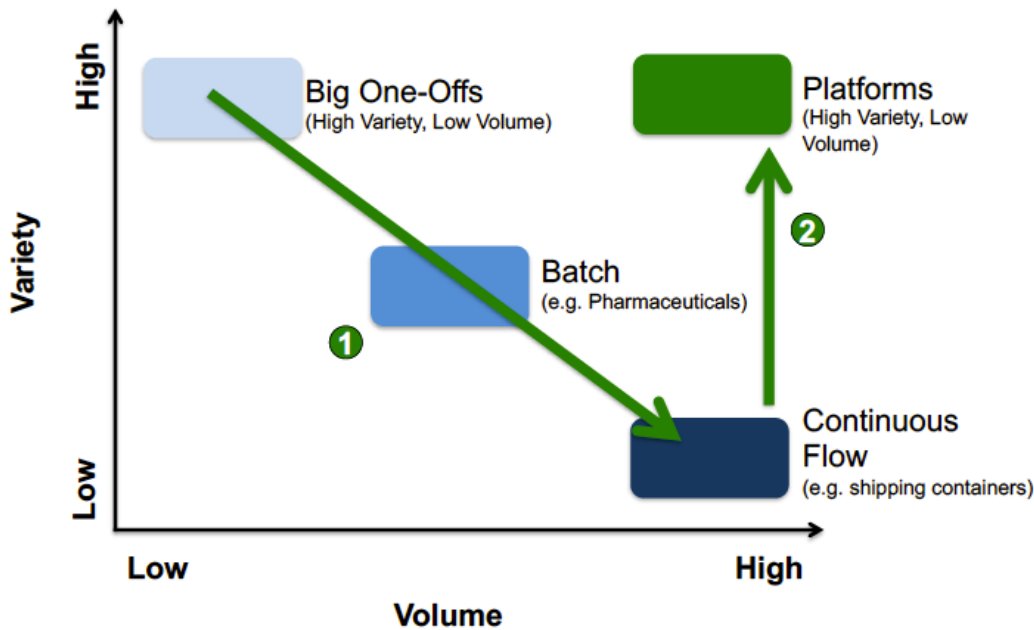 High
Variety
Low
Big One-Offs
(High Variety, Low Volume)
Platforms
(High Variety, Low
Volume)
2
Batch
(e.g. Pharmaceuticals)
1
Continuous
Flow
(e.g. shipping containers)
Low
High
Volume